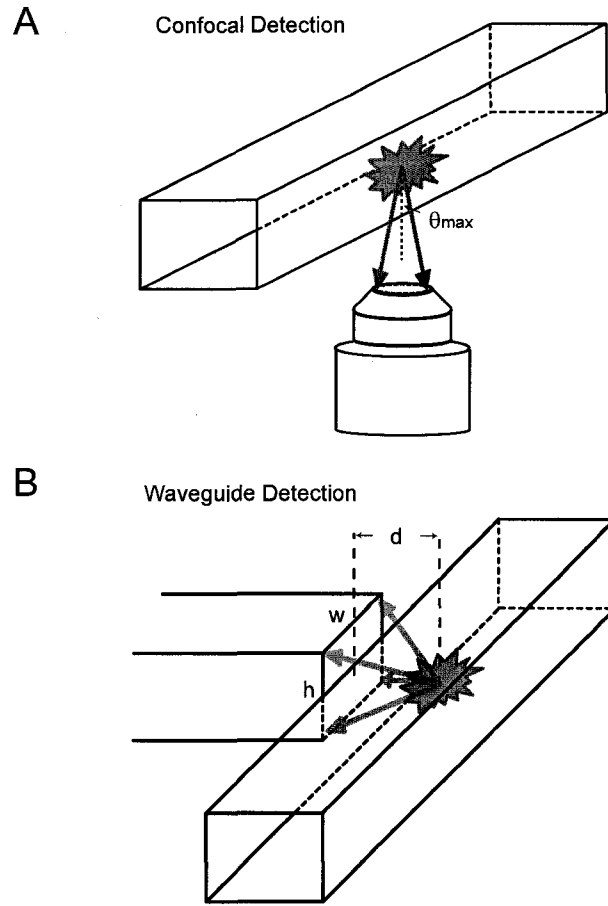 A
Confocal Detection
θmax
B
Waveguide Detection
d
w
h